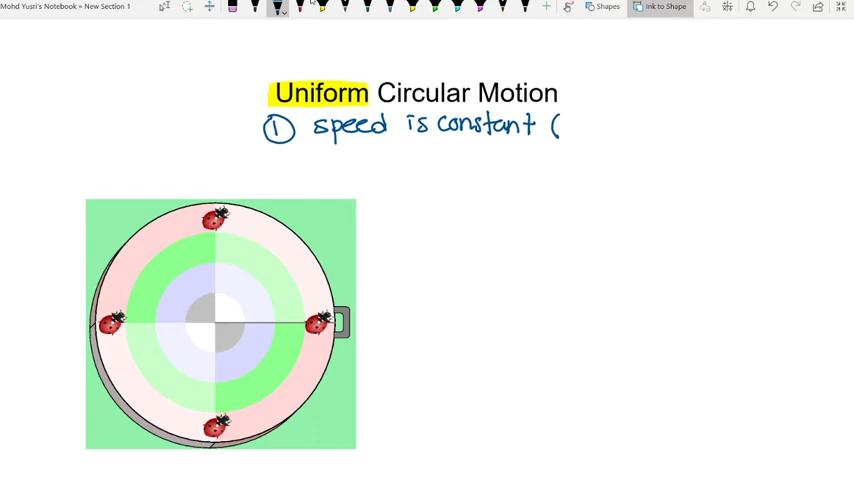 Mohd Yusri's Notebook » New Section 1
Shapes
Ink to Shape
Uniform Circular Motion
① speed is constant (